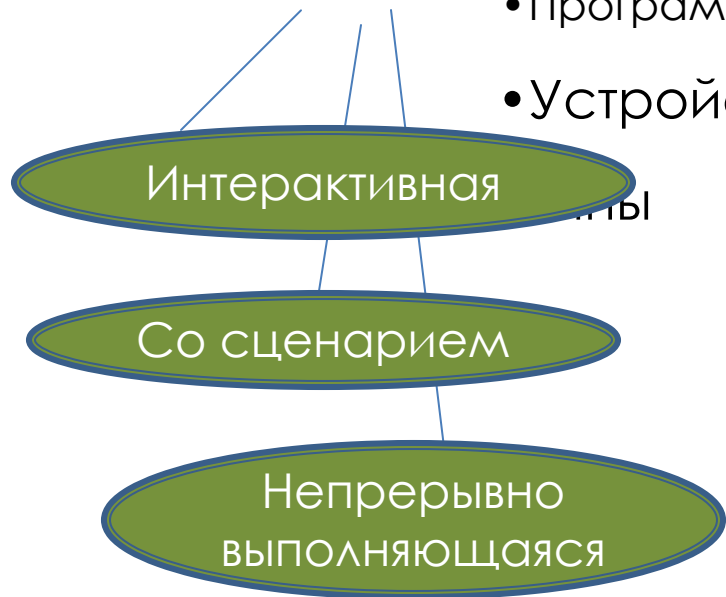 Интерактивная
Со сценарием
Непрерывно
выполняющаяся